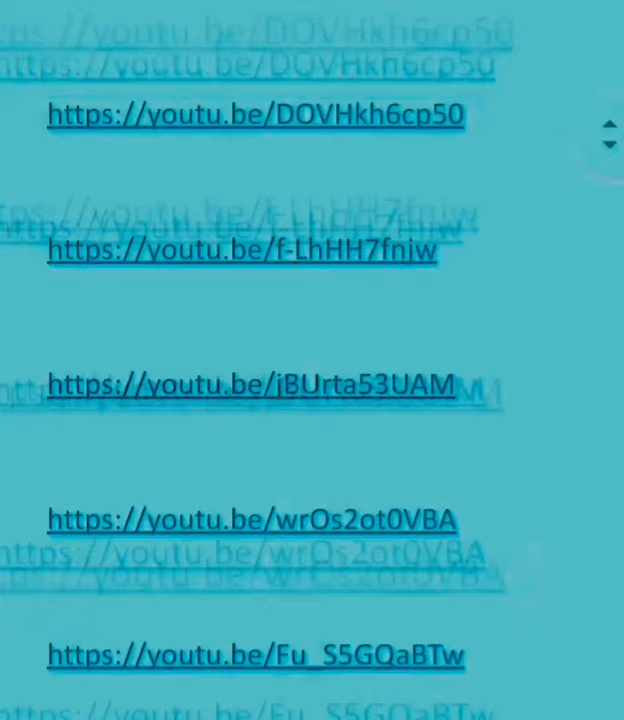 https://youtu.be/DOVHkh6cp50
https://youtu.be/f-LhHH7fnjw
https://youtu.be/jBUrta53UAM
https://youtu.be/wrOs2ot0VBA
https://youtu.be/Fu_S5GQaBTw